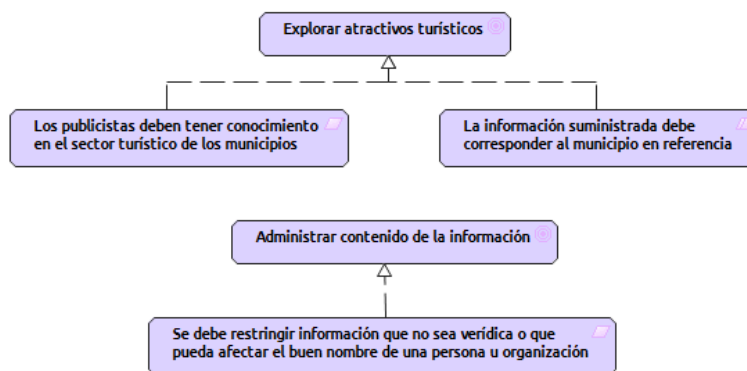 Explorar atractivos turísticos
Los publicistas deben tener conocimiento
en el sector turístico de los municipios
La información suministrada debe
corresponder al municipio en referencia
Administrar contenido de la información
Se debe restringir información que no sea verídica o que
pueda afectar el buen nombre de una persona u organización